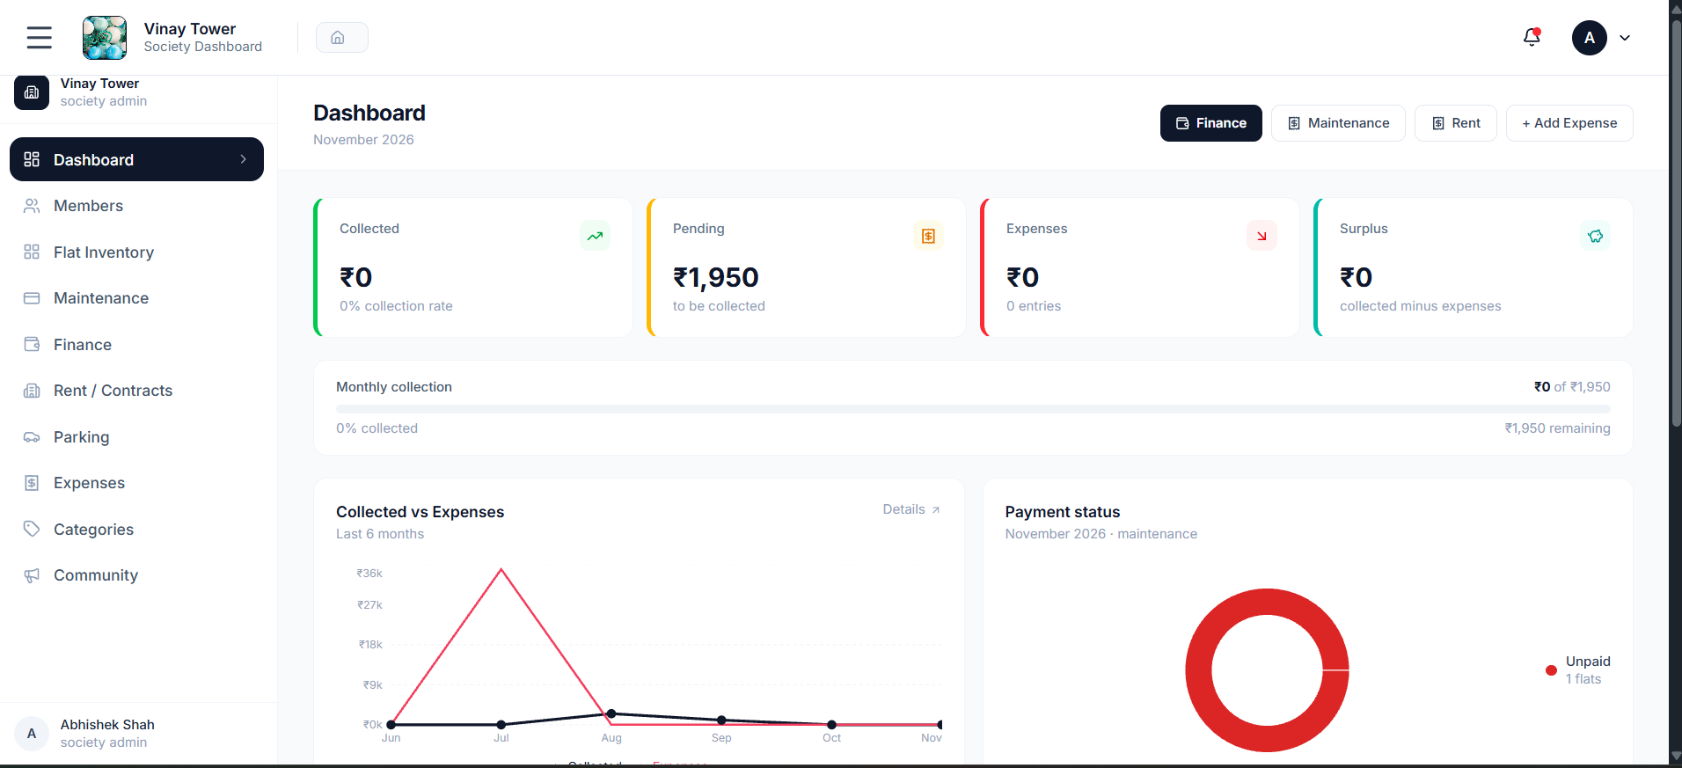 Vinay Tower
Society Dashboard
A
Vinay Tower
society admin
Dashboard
Members
Flat Inventory
Maintenance
Finance
Rent / Contracts
Parking
Expenses
Categories
Community
A
Abhishek Shah
society admin
Dashboard
November 2026
Finance
Maintenance
Rent
+ Add Expense
Collected
₹0
0% collection rate
Pending
₹1,950
to be collected
Expenses
₹0
0 entries
Surplus
₹0
collected minus expenses
Monthly collection
₹0 of ₹1,950
0% collected
₹1,950 remaining
Collected vs Expenses
Details
Last 6 months
₹36k
₹27k
₹18k
₹9k
₹0k
Jun
Jul
Aug
Sep
Oct
Nov
Collected
Expenses
Payment status
November 2026 · maintenance
Unpaid
1 flats